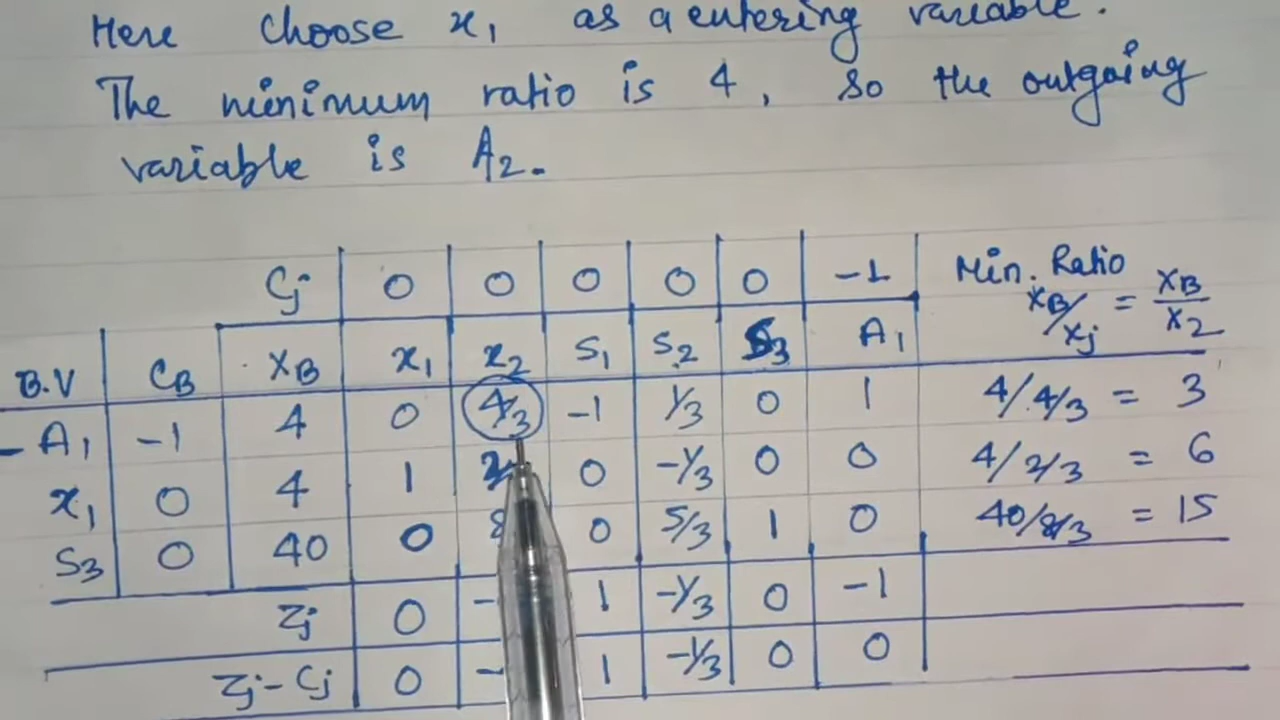 Here choose x₁ as a entering variable.
The minimum ratio is 4, so the outgoing
variable is A₂.
Cj 0 0 0 0 0 -1 Min. Ratio
B.V CB XB x₁ x₂ S₁ S₂ S₃ A₁ XB/Xj = XB/X₂
- A₁ -1 4 0 4/3 -1 1/3 0 1 4/4/3 = 3
x₁ 0 4 1 2 0 -1/3 0 0 4/2/3 = 6
S₃ 0 40 0 8 0 5/3 1 0 40/8/3 = 15
Zj 0 - 1 -1/3 0 -1
Zj-Cj 0 - 1 -1/3 0 0